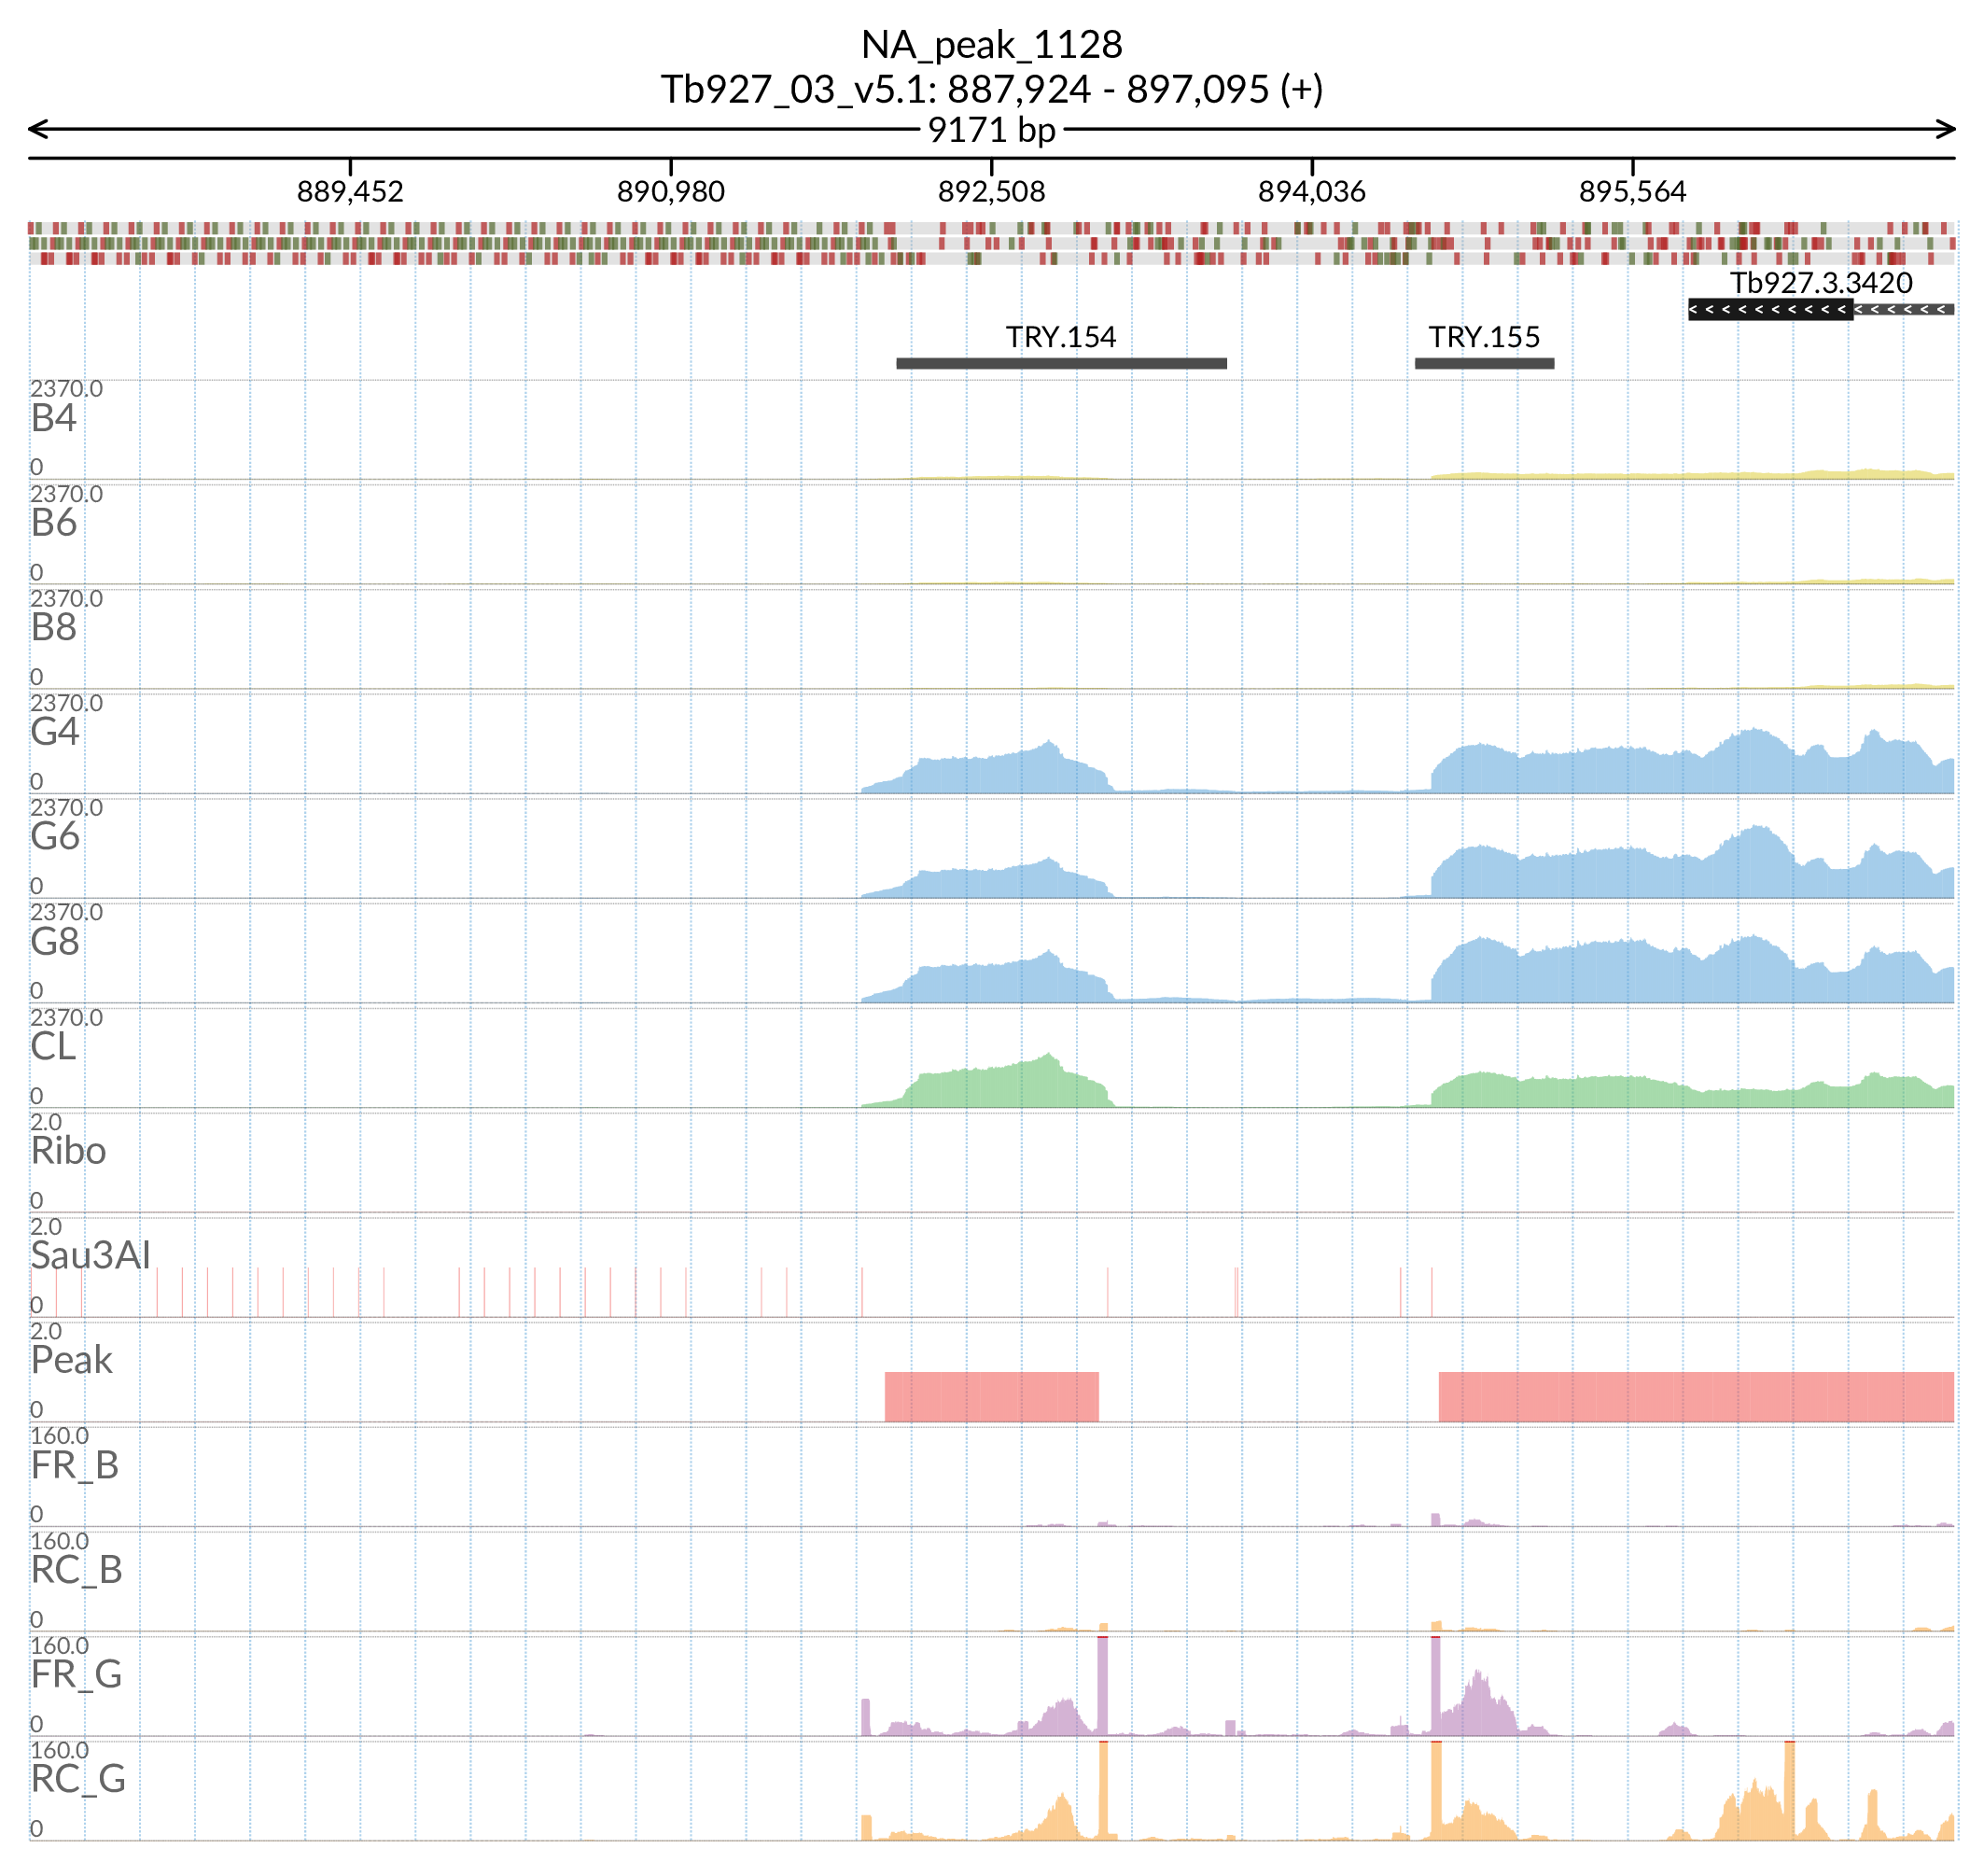 NA_peak_1128
Tb927_03_v5.1: 887,924 - 897,095 (+)
9171 bp
889,452 890,980 892,508 894,036 895,564
Tb927.3.3420
TRY.154 TRY.155
2370.0
B4
0
2370.0
B6
0
2370.0
B8
0
2370.0
G4
0
2370.0
G6
0
2370.0
G8
0
2370.0
CL
0
2.0
Ribo
0
2.0
Sau3AI
0
2.0
Peak
0
160.0
FR_B
0
160.0
RC_B
0
160.0
FR_G
0
160.0
RC_G
0